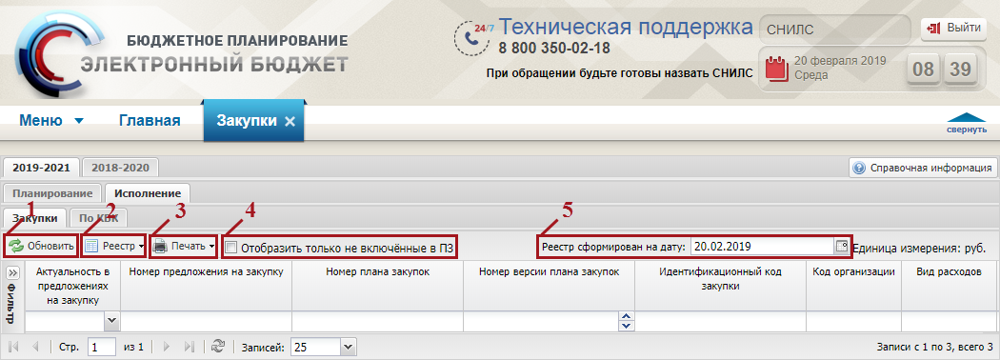 БЮДЖЕТНОЕ ПЛАНИРОВАНИЕ
ЭЛЕКТРОННЫЙ БЮДЖЕТ
24/7 Техническая поддержка
8 800 350-02-18
При обращении будьте готовы назвать СНИЛС
СНИЛС
Выйти
20 февраля 2019
Среда
08 39
Меню Главная Закупки
свернуть
2019-2021 2018-2020 Справочная информация
Планирование Исполнение
Закупки По КБК
1 2 3 4 5
Обновить Реестр Печать Отобразить только не включённые в ПЗ Реестр сформирован на дату: 20.02.2019 Единица измерения: руб.
Фильтр
Актуальность в предложениях на закупку
Номер предложения на закупку
Номер плана закупок
Номер версии плана закупок
Идентификационный код закупки
Код организации
Вид расходов
Стр. 1 из 1 Записей: 25 Записи с 1 по 3, всего 3